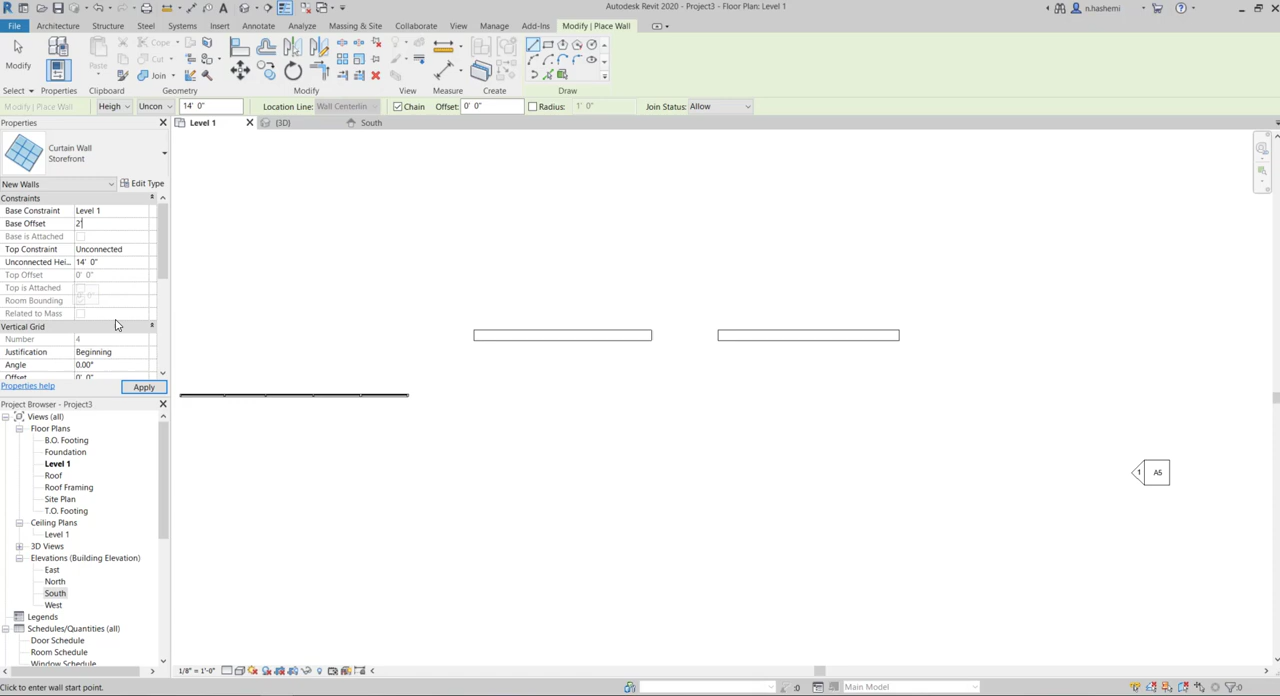 Autodesk Revit 2020 - Project3 - Floor Plan: Level 1
n.hashemi
File Architecture Structure Steel Systems Insert Annotate Analyze Massing & Site Collaborate View Manage Add-Ins Modify | Place Wall
Modify
Paste
Cope
Cut
Join
Select Properties Clipboard Geometry Modify View Measure Create Draw
Modify | Place Wall Heigh Uncon 14' 0" Location Line: Wall Centerlin Chain Offset: 0' 0" Radius: 1' 0" Join Status: Allow
Properties
Level 1 {3D} South
Curtain Wall
Storefront
New Walls Edit Type
Constraints
Base Constraint Level 1
Base Offset 2'
Base is Attached
Top Constraint Unconnected
Unconnected Hei... 14' 0"
Top Offset 0' 0"
Top is Attached
Room Bounding
Related to Mass
Vertical Grid
Number 4
Justification Beginning
Angle 0.00°
Offset 0' 0"
Properties help Apply
Project Browser - Project3
Views (all)
Floor Plans
B.O. Footing
Foundation
Level 1
Roof
Roof Framing
Site Plan
T.O. Footing
Ceiling Plans
Level 1
3D Views
Elevations (Building Elevation)
East
North
South
West
Legends
Schedules/Quantities (all)
Door Schedule
Room Schedule
Window Schedule
1 A5
1/8" = 1'-0"
Click to enter wall start point.
:0 Main Model :0